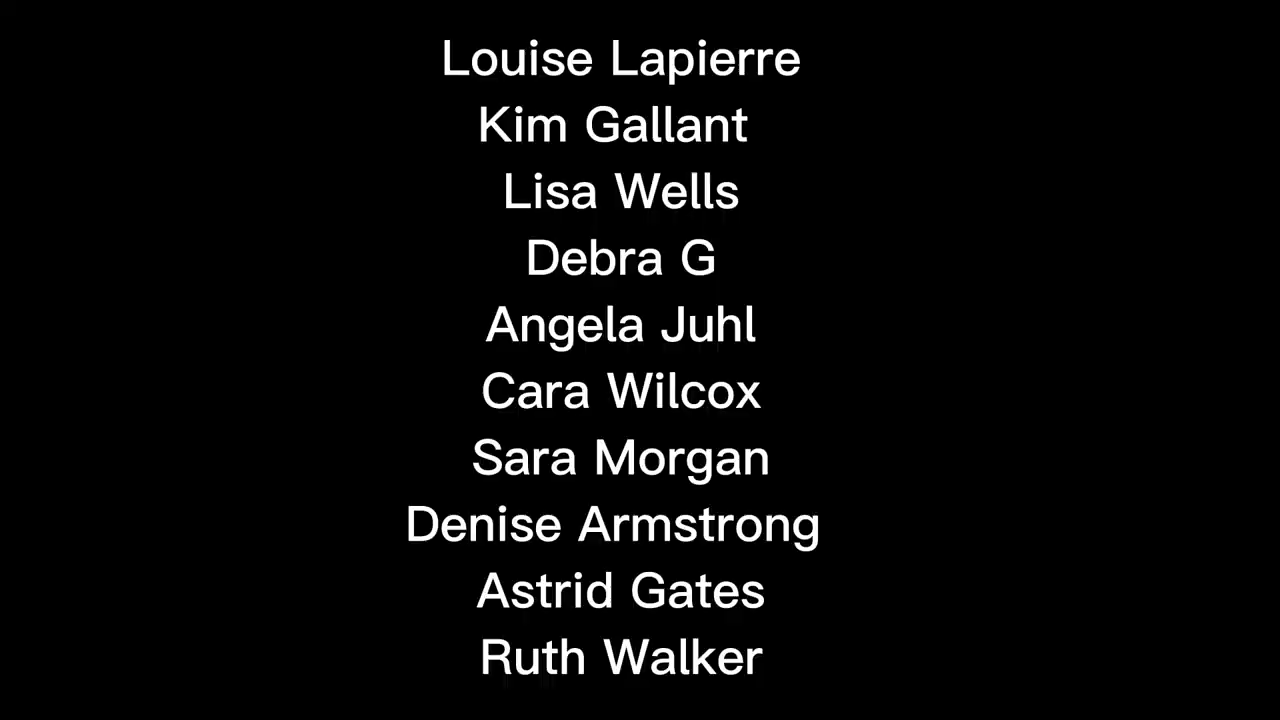 Louise Lapierre
Kim Gallant
Lisa Wells
Debra G
Angela Juhl
Cara Wilcox
Sara Morgan
Denise Armstrong
Astrid Gates
Ruth Walker